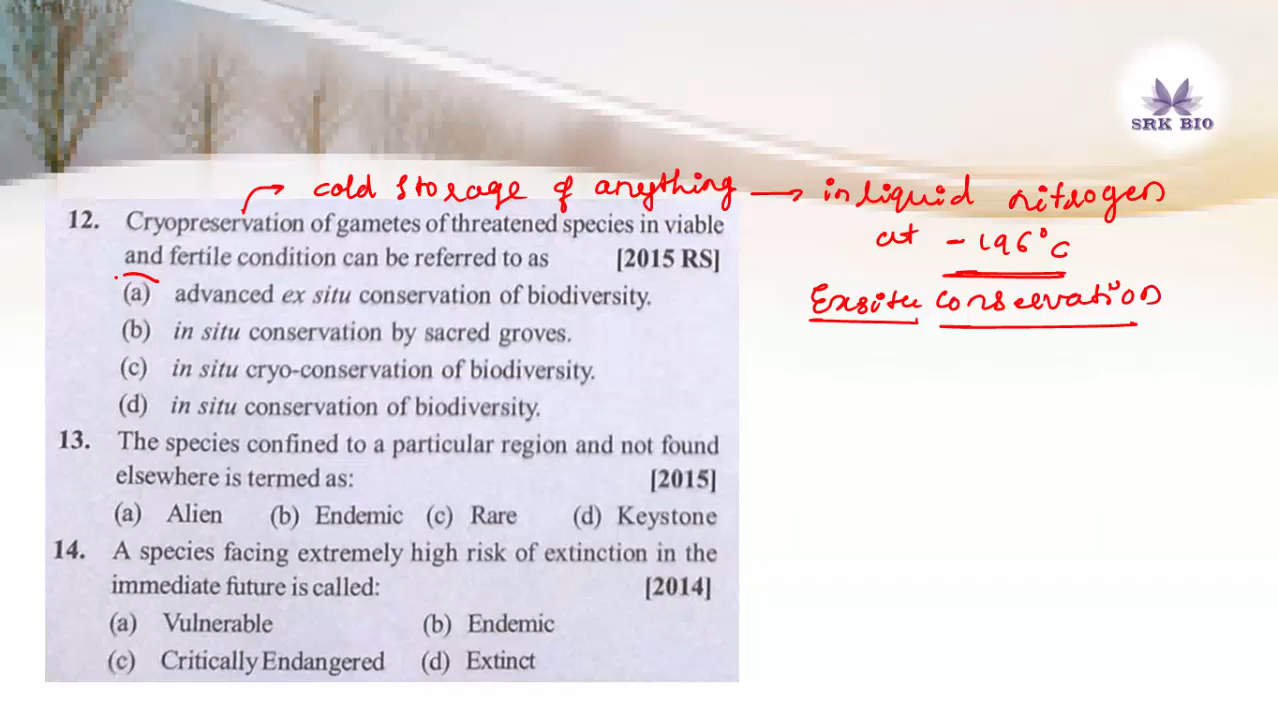 SRK BIO
cold storage of anything → in liquid nitrogen
at -196°C
Exsitu conservation
12. Cryopreservation of gametes of threatened species in viable
and fertile condition can be referred to as [2015 RS]
(a) advanced ex situ conservation of biodiversity.
(b) in situ conservation by sacred groves.
(c) in situ cryo-conservation of biodiversity.
(d) in situ conservation of biodiversity.
13. The species confined to a particular region and not found
elsewhere is termed as: [2015]
(a) Alien (b) Endemic (c) Rare (d) Keystone
14. A species facing extremely high risk of extinction in the
immediate future is called: [2014]
(a) Vulnerable (b) Endemic
(c) Critically Endangered (d) Extinct